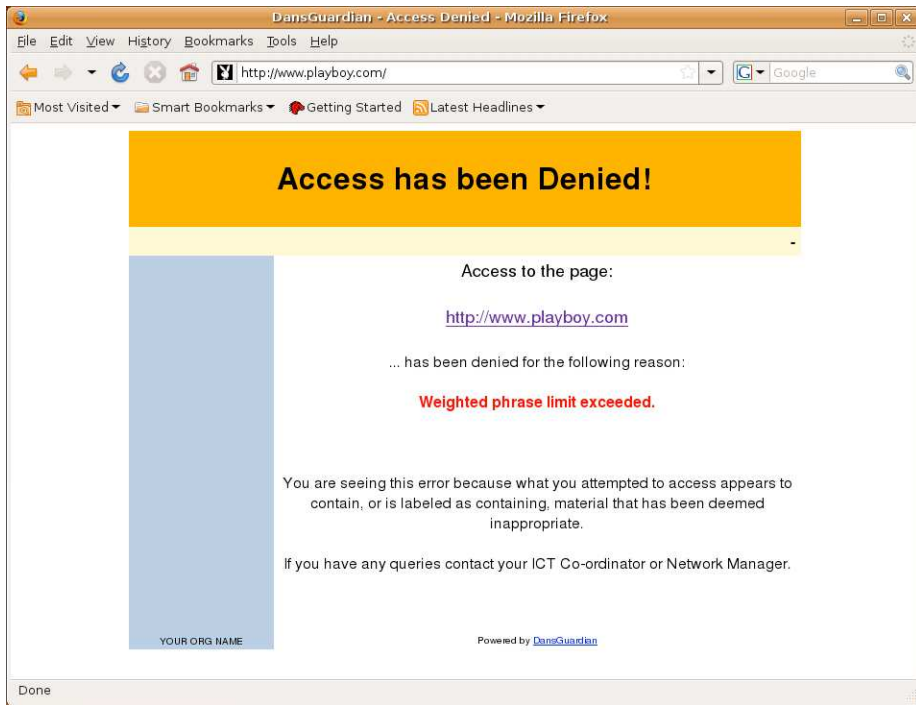 DansGuardian - Access Denied - Mozilla Firefox
File Edit View History Bookmarks Tools Help
http://www.playboy.com/ Google
Most Visited Smart Bookmarks Getting Started Latest Headlines
Access has been Denied!
-
Access to the page:
http://www.playboy.com
... has been denied for the following reason:
Weighted phrase limit exceeded.
You are seeing this error because what you attempted to access appears to
contain, or is labeled as containing, material that has been deemed
inappropriate.
If you have any queries contact your ICT Co-ordinator or Network Manager.
YOUR ORG NAME Powered by DansGuardian
Done